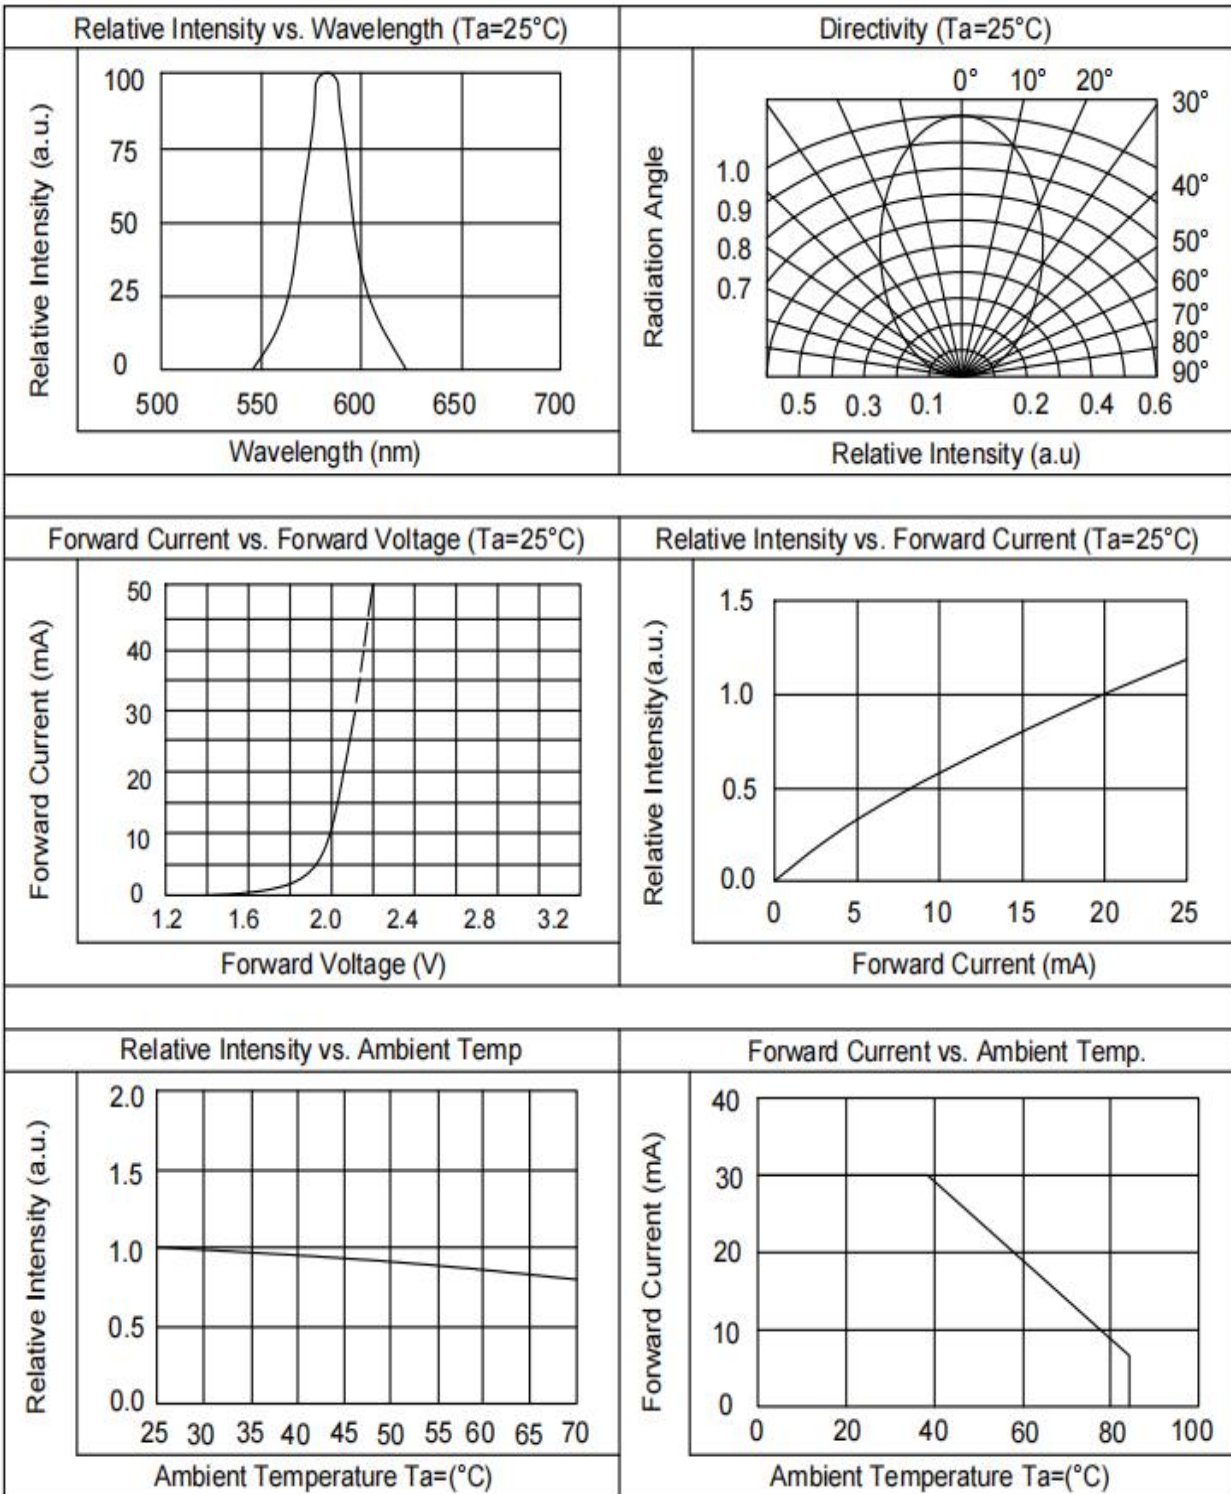 Relative Intensity vs. Wavelength (Ta=25°C)
Relative Intensity (a.u.)
100
75
50
25
0
500 550 600 650 700
Wavelength (nm)
Directivity (Ta=25°C)
Radiation Angle
0° 10° 20°
30°
40°
50°
60°
70°
80°
90°
1.0
0.9
0.8
0.7
0.5 0.3 0.1 0.2 0.4 0.6
Relative Intensity (a.u)
Forward Current vs. Forward Voltage (Ta=25°C)
Forward Current (mA)
50
40
30
20
10
0
1.2 1.6 2.0 2.4 2.8 3.2
Forward Voltage (V)
Relative Intensity vs. Forward Current (Ta=25°C)
Relative Intensity(a.u.)
1.5
1.0
0.5
0.0
0 5 10 15 20 25
Forward Current (mA)
Relative Intensity vs. Ambient Temp
Relative Intensity (a.u.)
2.0
1.5
1.0
0.5
0.0
25 30 35 40 45 50 55 60 65 70
Ambient Temperature Ta=(°C)
Forward Current vs. Ambient Temp.
Forward Current (mA)
40
30
20
10
0
0 20 40 60 80 100
Ambient Temperature Ta=(°C)